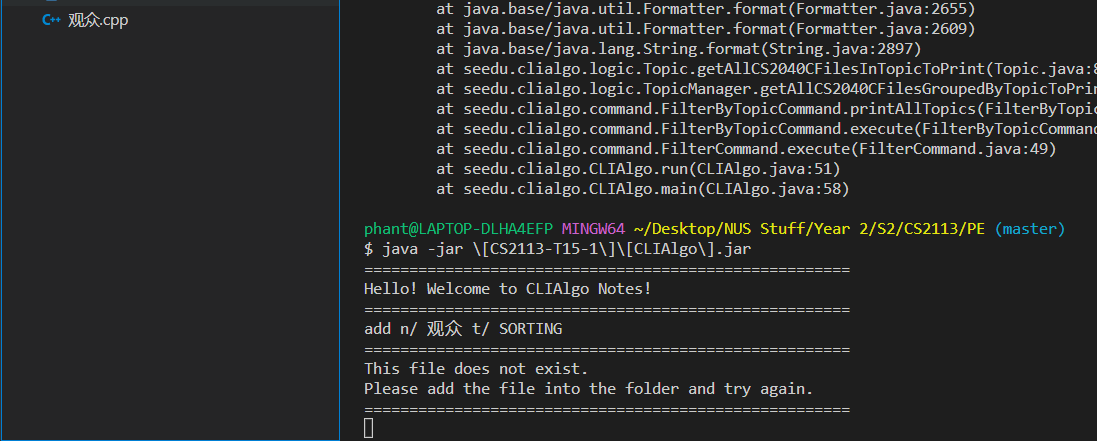 C++ 观众.cpp
at java.base/java.util.Formatter.format(Formatter.java:2655)
at java.base/java.util.Formatter.format(Formatter.java:2609)
at java.base/java.lang.String.format(String.java:2897)
at seedu.clialgo.logic.Topic.getAllCS2040CFilesInTopicToPrint(Topic.java:8
at seedu.clialgo.logic.TopicManager.getAllCS2040CFilesGroupedByTopicToPrin
at seedu.clialgo.command.FilterByTopicCommand.printAllTopics(FilterByTopic
at seedu.clialgo.command.FilterByTopicCommand.execute(FilterByTopicCommand
at seedu.clialgo.command.FilterCommand.execute(FilterCommand.java:49)
at seedu.clialgo.CLIAlgo.run(CLIAlgo.java:51)
at seedu.clialgo.CLIAlgo.main(CLIAlgo.java:58)
phant@LAPTOP-DLHA4EFP MINGW64 ~/Desktop/NUS Stuff/Year 2/S2/CS2113/PE (master)
$ java -jar \[CS2113-T15-1\]\[CLIAlgo\].jar
======================================================
Hello! Welcome to CLIAlgo Notes!
======================================================
add n/ 观众 t/ SORTING
======================================================
This file does not exist.
Please add the file into the folder and try again.
======================================================